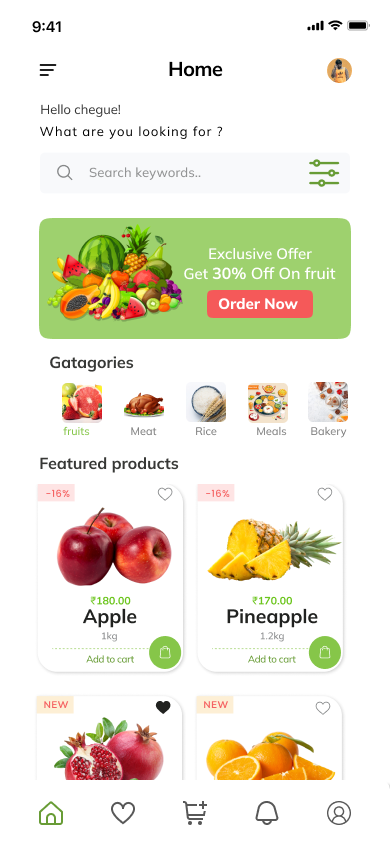 9:41
Home
Hello chegue!
What are you looking for ?
Search keywords..
Exclusive Offer
Get 30% Off On fruit
Order Now
Gatagories
fruits
Meat
Rice
Meals
Bakery
Featured products
-16%
₹180.00
Apple
1kg
Add to cart
-16%
₹170.00
Pineapple
1.2kg
Add to cart
NEW
NEW